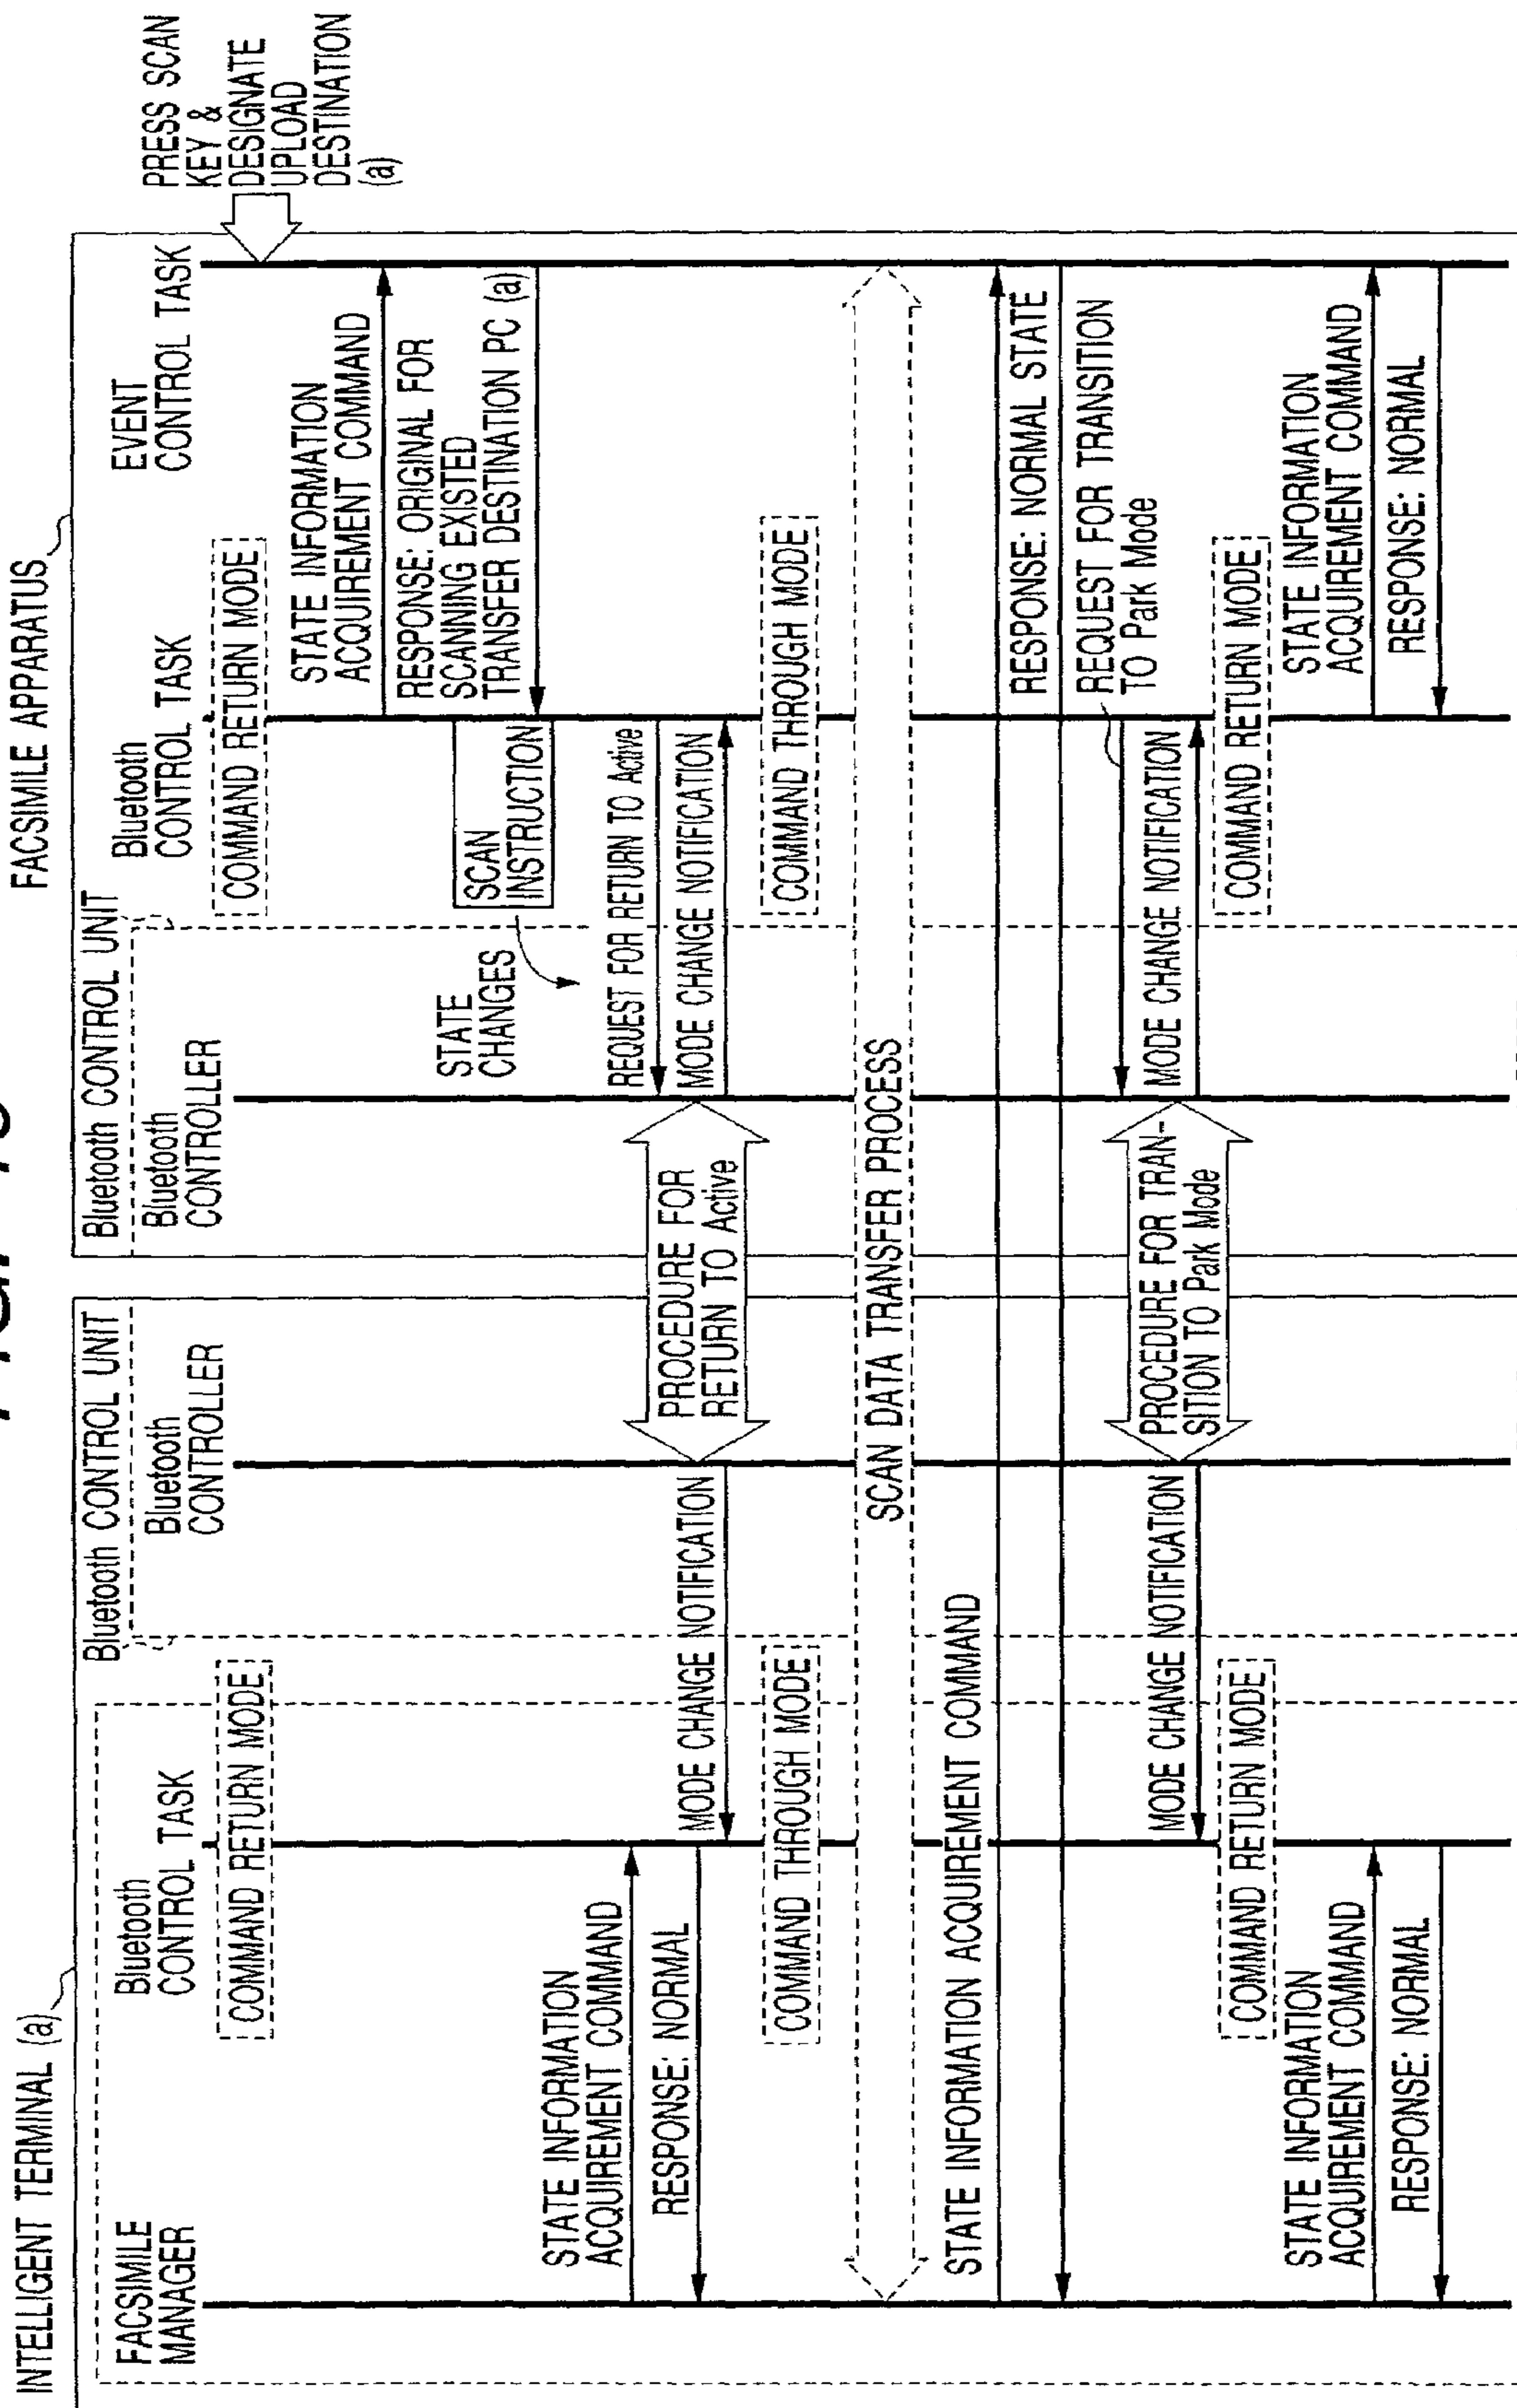 INTELLIGENT TERMINAL (a)
FACSIMILE APPARATUS
Bluetooth CONTROL UNIT
Bluetooth CONTROL UNIT
FACSIMILE
MANAGER
Bluetooth
CONTROL TASK
Bluetooth
CONTROLLER
Bluetooth
CONTROLLER
Bluetooth
CONTROL TASK
EVENT
CONTROL TASK
PRESS SCAN
KEY &
DESIGNATE
UPLOAD
DESTINATION
(a)
COMMAND RETURN MODE
COMMAND RETURN MODE
STATE INFORMATION
ACQUIREMENT COMMAND
RESPONSE: ORIGINAL FOR
SCANNING EXISTED
TRANSFER DESTINATION PC (a)
SCAN
INSTRUCTION
STATE
CHANGES
STATE INFORMATION
ACQUIREMENT COMMAND
RESPONSE: NORMAL
REQUEST FOR RETURN TO Active
PROCEDURE FOR
RETURN TO Active
MODE CHANGE NOTIFICATION
MODE CHANGE NOTIFICATION
COMMAND THROUGH MODE
COMMAND THROUGH MODE
SCAN DATA TRANSFER PROCESS
STATE INFORMATION ACQUIREMENT COMMAND
RESPONSE: NORMAL STATE
REQUEST FOR TRANSITION
TO Park Mode
PROCEDURE FOR TRAN-
SITION TO Park Mode
MODE CHANGE NOTIFICATION
MODE CHANGE NOTIFICATION
COMMAND RETURN MODE
COMMAND RETURN MODE
STATE INFORMATION
ACQUIREMENT COMMAND
RESPONSE: NORMAL
STATE INFORMATION
ACQUIREMENT COMMAND
RESPONSE: NORMAL